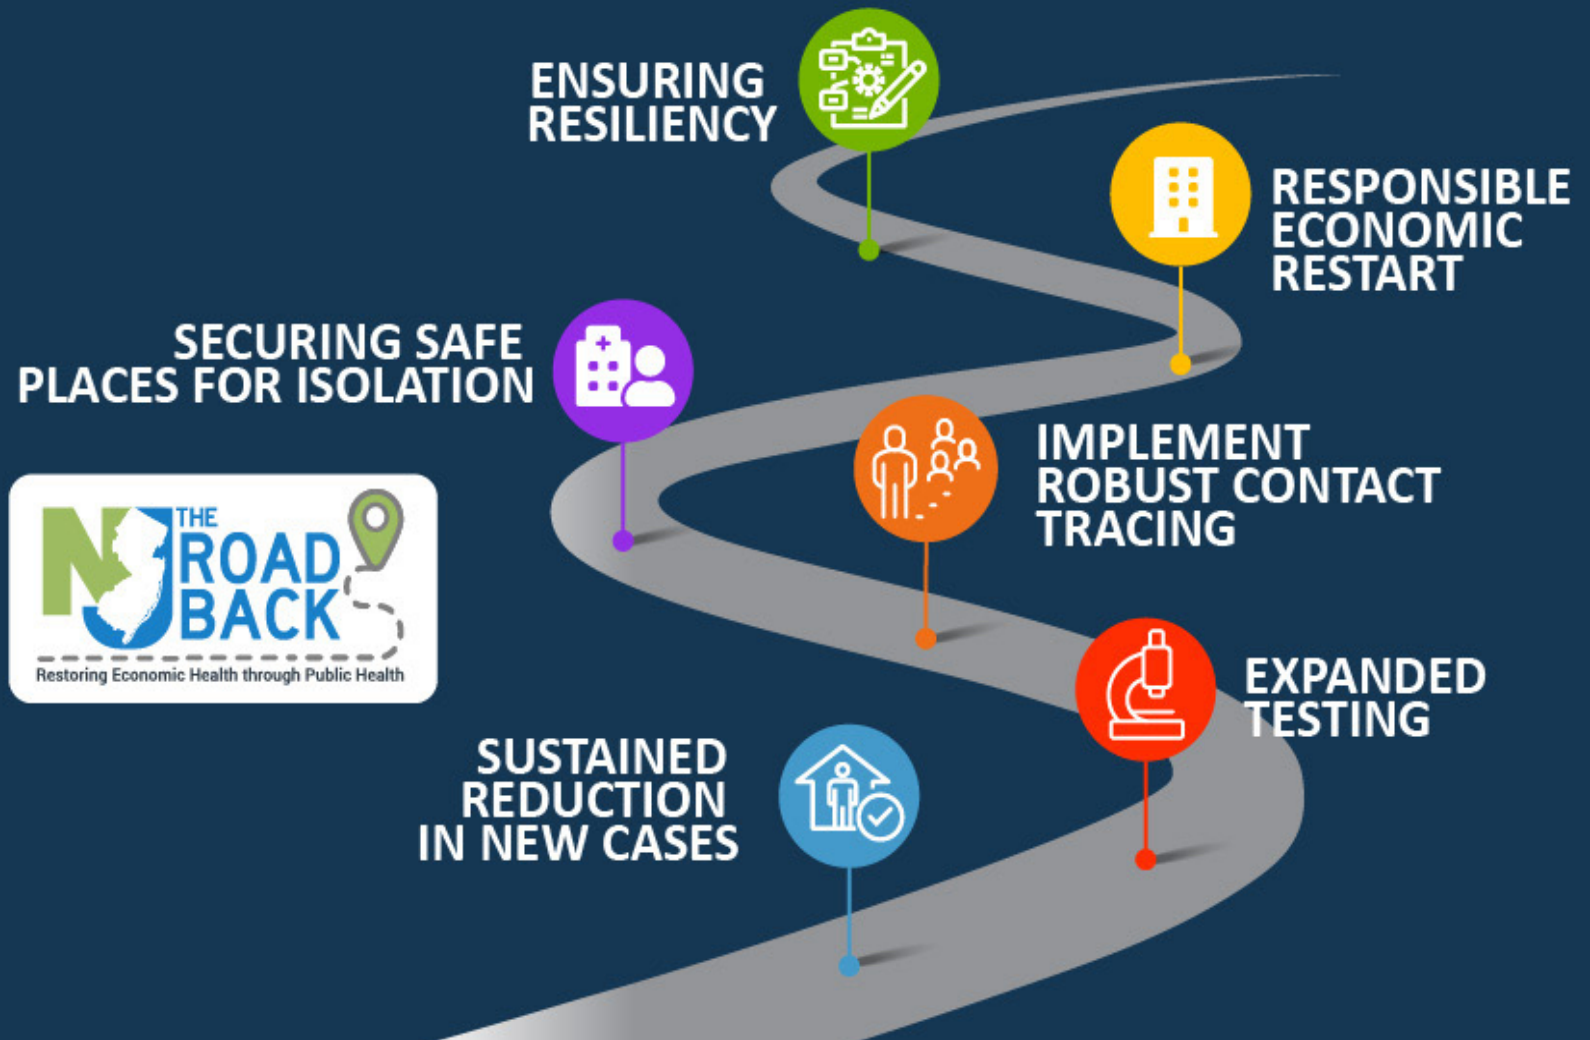 ENSURING
RESILIENCY
RESPONSIBLE
ECONOMIC
RESTART
SECURING SAFE
PLACES FOR ISOLATION
IMPLEMENT
ROBUST CONTACT
TRACING
NJ THE
ROAD
BACK
Restoring Economic Health through Public Health
EXPANDED
TESTING
SUSTAINED
REDUCTION
IN NEW CASES